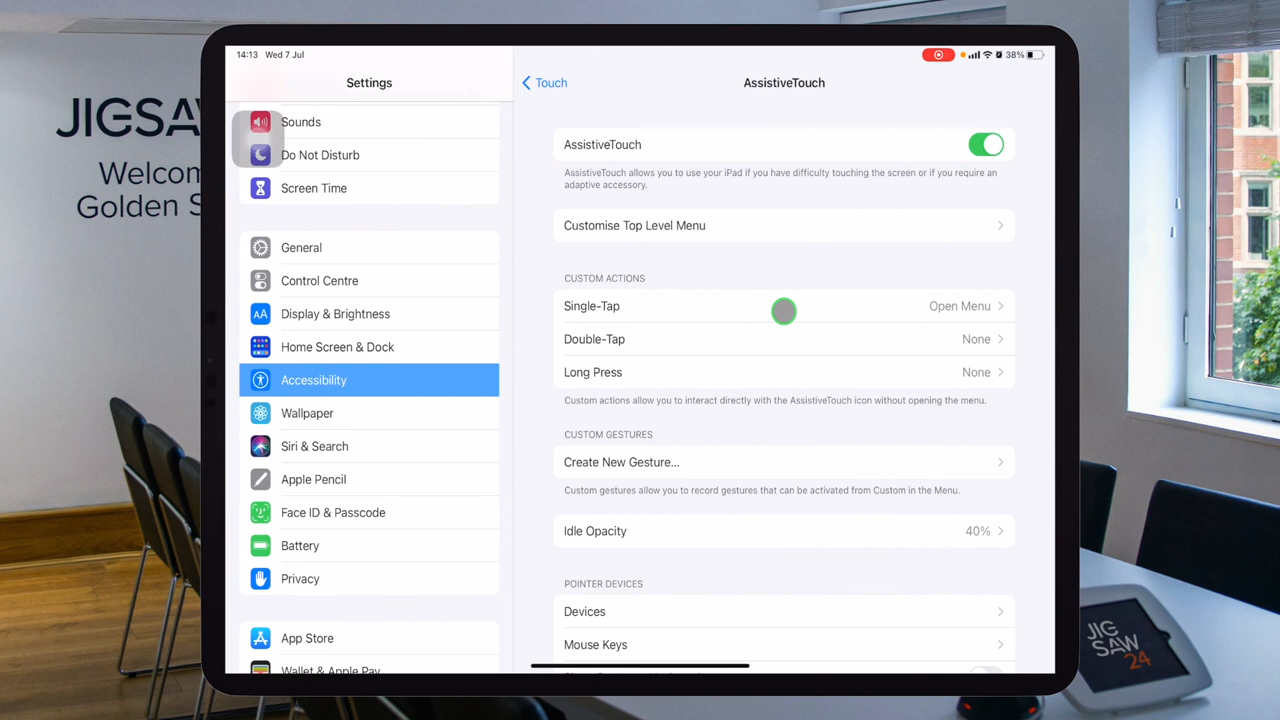 JIGSA
Welcom
Golden S
14:13 Wed 7 Jul
38%
Settings
Sounds
Do Not Disturb
Screen Time
General
Control Centre
Display & Brightness
Home Screen & Dock
Accessibility
Wallpaper
Siri & Search
Apple Pencil
Face ID & Passcode
Battery
Privacy
App Store
Wallet & Apple Pay
Touch
AssistiveTouch
AssistiveTouch
AssistiveTouch allows you to use your iPad if you have difficulty touching the screen or if you require an
adaptive accessory.
Customise Top Level Menu
CUSTOM ACTIONS
Single-Tap Open Menu
Double-Tap None
Long Press None
Custom actions allow you to interact directly with the AssistiveTouch icon without opening the menu.
CUSTOM GESTURES
Create New Gesture...
Custom gestures allow you to record gestures that can be activated from Custom in the Menu.
Idle Opacity 40%
POINTER DEVICES
Devices
Mouse Keys
JIG
SAW
24